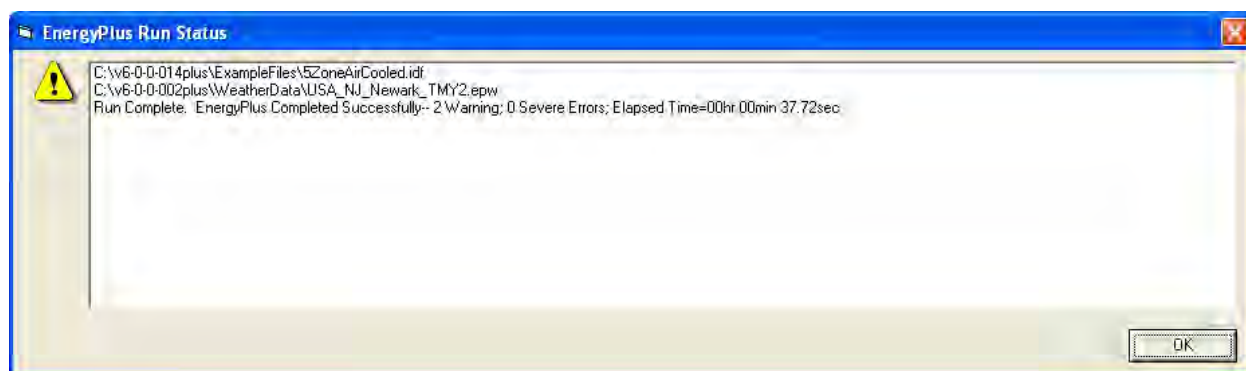 EnergyPlus Run Status
C:\v6-0-0-014plus\ExampleFiles\5ZoneAirCooled.idf
C:\v6-0-0-002plus\WeatherData\USA_NJ_Newark_TMY2.epw
Run Complete. EnergyPlus Completed Successfully-- 2 Warning; 0 Severe Errors; Elapsed Time=00hr 00min 37.72sec
OK